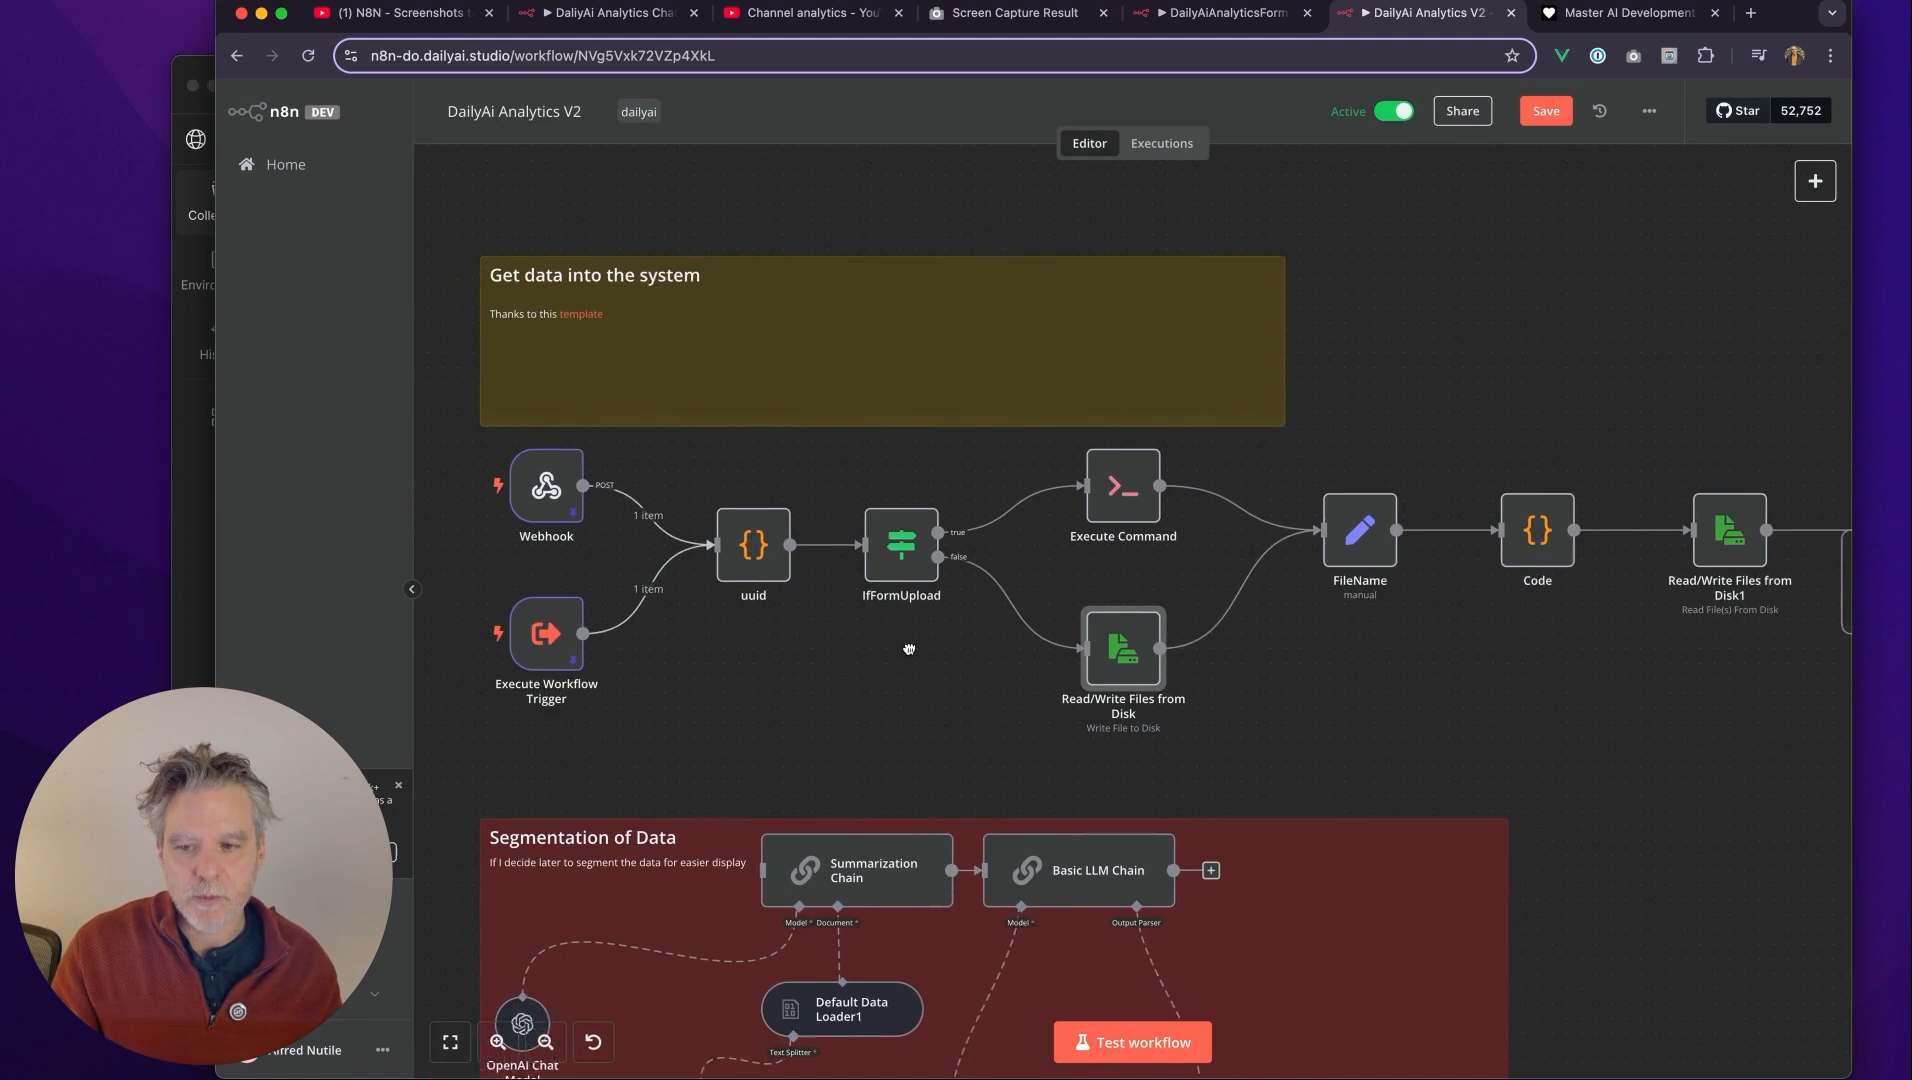 (1) N8N - Screenshots t
DaliyAi Analytics Cha
Channel analytics - You
Screen Capture Result
DailyAiAnalyticsForm
DailyAi Analytics V2 -
Master AI Development
n8n-do.dailyai.studio/workflow/NVg5Vxk72VZp4XkL
n8n DEV
DailyAi Analytics V2
dailyai
Active
Share
Save
Star
52,752
Editor
Executions
Home
Colle
Enviro
His
Get data into the system
Thanks to this template
POST
1 item
Webhook
1 item
Execute Workflow
Trigger
uuid
true
false
IfFormUpload
Execute Command
Read/Write Files from
Disk
Write File to Disk
FileName
manual
Code
Read/Write Files from
Disk1
Read File(s) From Disk
Segmentation of Data
If I decide later to segment the data for easier display
Summarization
Chain
Basic LLM Chain
Model *
Document *
Model *
Output Parser
Default Data
Loader1
Text Splitter *
OpenAI Chat
Test workflow
Alfred Nutile